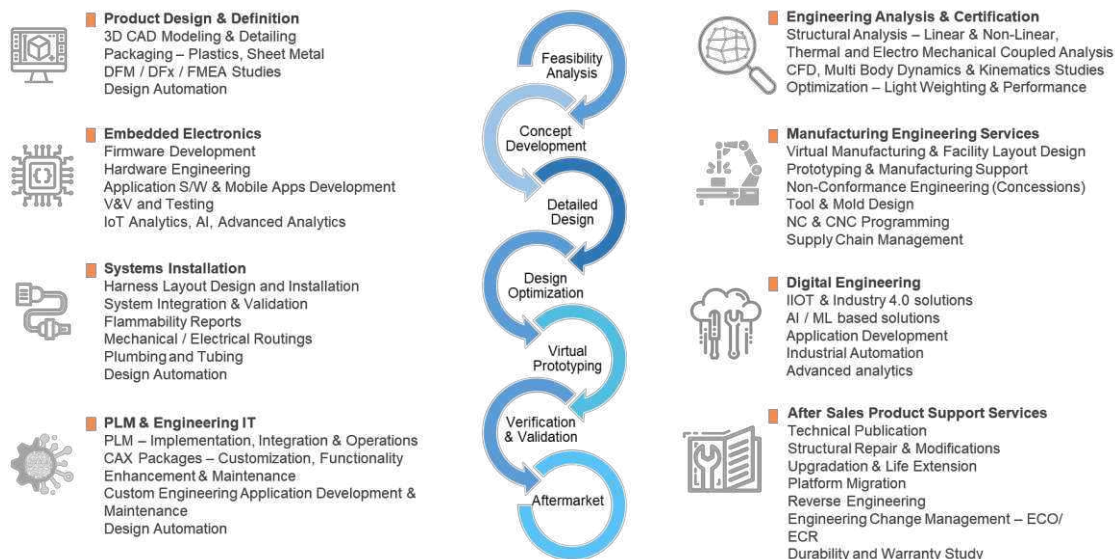 Product Design & Definition
3D CAD Modeling & Detailing
Packaging – Plastics, Sheet Metal
DFM / DFx / FMEA Studies
Design Automation
Embedded Electronics
Firmware Development
Hardware Engineering
Application S/W & Mobile Apps Development
V&V and Testing
IoT Analytics, AI, Advanced Analytics
Systems Installation
Harness Layout Design and Installation
System Integration & Validation
Flammability Reports
Mechanical / Electrical Routings
Plumbing and Tubing
Design Automation
PLM & Engineering IT
PLM – Implementation, Integration & Operations
CAX Packages – Customization, Functionality
Enhancement & Maintenance
Custom Engineering Application Development &
Maintenance
Design Automation
Feasibility
Analysis
Concept
Development
Detailed
Design
Design
Optimization
Virtual
Prototyping
Verification
& Validation
Aftermarket
Engineering Analysis & Certification
Structural Analysis – Linear & Non-Linear,
Thermal and Electro Mechanical Coupled Analysis
CFD, Multi Body Dynamics & Kinematics Studies
Optimization – Light Weighting & Performance
Manufacturing Engineering Services
Virtual Manufacturing & Facility Layout Design
Prototyping & Manufacturing Support
Non-Conformance Engineering (Concessions)
Tool & Mold Design
NC & CNC Programming
Supply Chain Management
Digital Engineering
IIOT & Industry 4.0 solutions
AI / ML based solutions
Application Development
Industrial Automation
Advanced analytics
After Sales Product Support Services
Technical Publication
Structural Repair & Modifications
Upgradation & Life Extension
Platform Migration
Reverse Engineering
Engineering Change Management – ECO/
ECR
Durability and Warranty Study